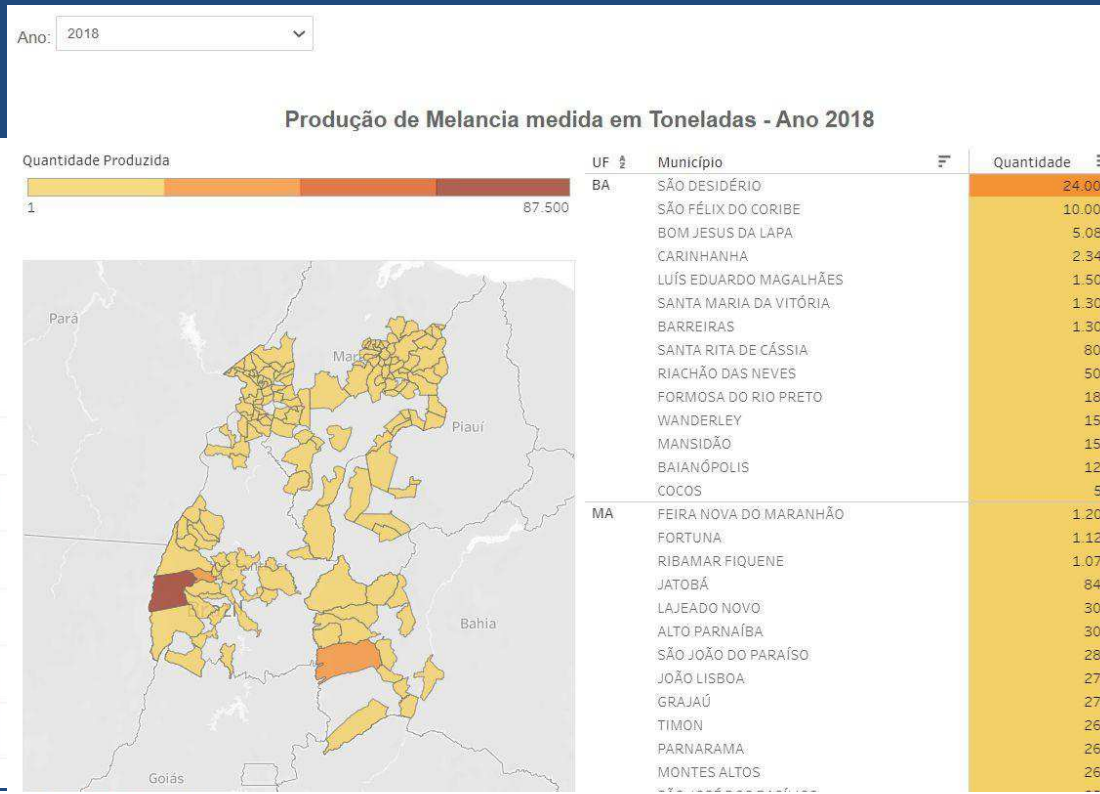 Ano: 2018
Produção de Melancia medida em Toneladas - Ano 2018
Quantidade Produzida
1 87.500
Pará
Piauí
Bahia
Goiás
UF Município Quantidade
BA SÃO DESIDÉRIO 24.00
SÃO FÉLIX DO CORIBE 10.00
BOM JESUS DA LAPA 5.08
CARINHANHA 2.34
LUÍS EDUARDO MAGALHÃES 1.50
SANTA MARIA DA VITÓRIA 1.30
BARREIRAS 1.30
SANTA RITA DE CÁSSIA 80
RIACHÃO DAS NEVES 50
FORMOSA DO RIO PRETO 18
WANDERLEY 15
MANSIDÃO 15
BAIANÓPOLIS 12
COCOS 5
MA FEIRA NOVA DO MARANHÃO 1.20
FORTUNA 1.12
RIBAMAR FIQUENE 1.07
JATOBÁ 84
LAJEADO NOVO 30
ALTO PARNAÍBA 30
SÃO JOÃO DO PARAÍSO 28
JOÃO LISBOA 27
GRAJAÚ 27
TIMON 26
PARNARAMA 26
MONTES ALTOS 26